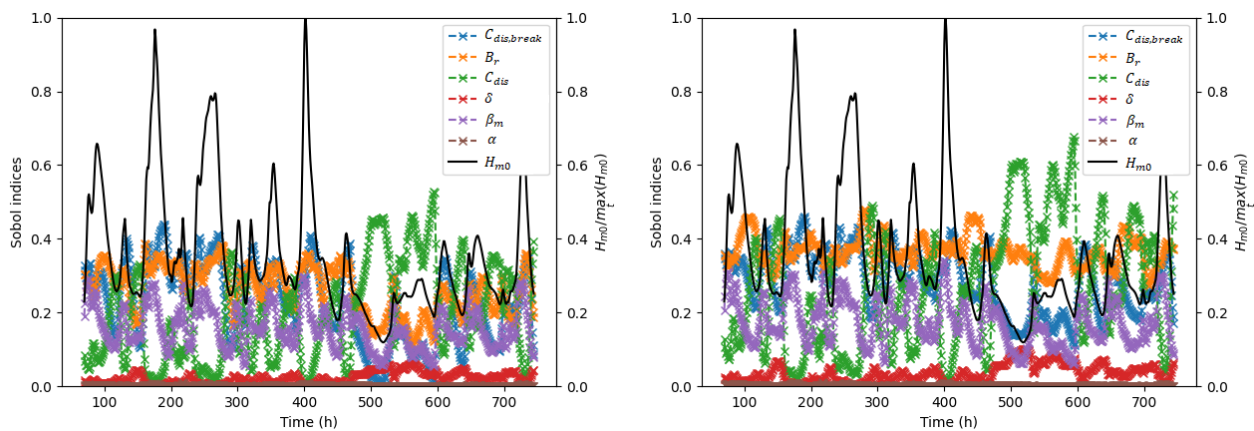 1.0
0.8
0.6
0.4
0.2
0.0
Sobol indices
100 200 300 400 500 600 700
Time (h)
1.0
0.8
0.6
0.4
0.2
0.0
H_{m0}/max_t(H_{m0})
C_{dis,break}
B_r
C_{dis}
δ
β_m
α
H_{m0}
1.0
0.8
0.6
0.4
0.2
0.0
Sobol indices
100 200 300 400 500 600 700
Time (h)
1.0
0.8
0.6
0.4
0.2
0.0
H_{m0}/max_t(H_{m0})
C_{dis,break}
B_r
C_{dis}
δ
β_m
α
H_{m0}